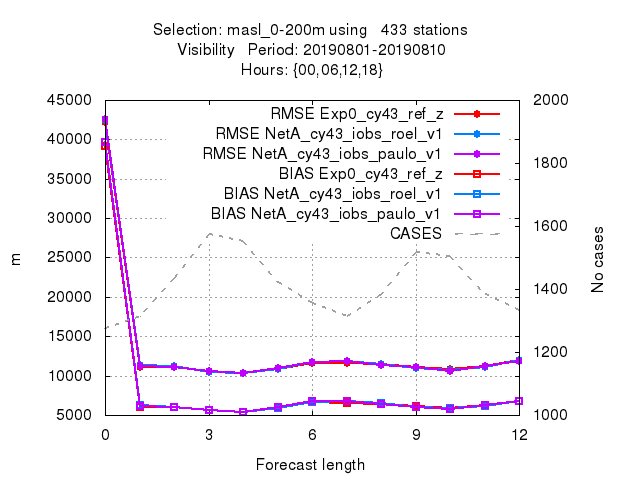 Selection: masl_0-200m using   433 stations
Visibility   Period: 20190801-20190810
Hours: {00,06,12,18}
RMSE Exp0_cy43_ref_z
RMSE NetA_cy43_iobs_roel_v1
RMSE NetA_cy43_iobs_paulo_v1
BIAS Exp0_cy43_ref_z
BIAS NetA_cy43_iobs_roel_v1
BIAS NetA_cy43_iobs_paulo_v1
CASES
45000
40000
35000
30000
25000
20000
15000
10000
5000
m
2000
1800
1600
1400
1200
1000
No cases
0 3 6 9 12
Forecast length